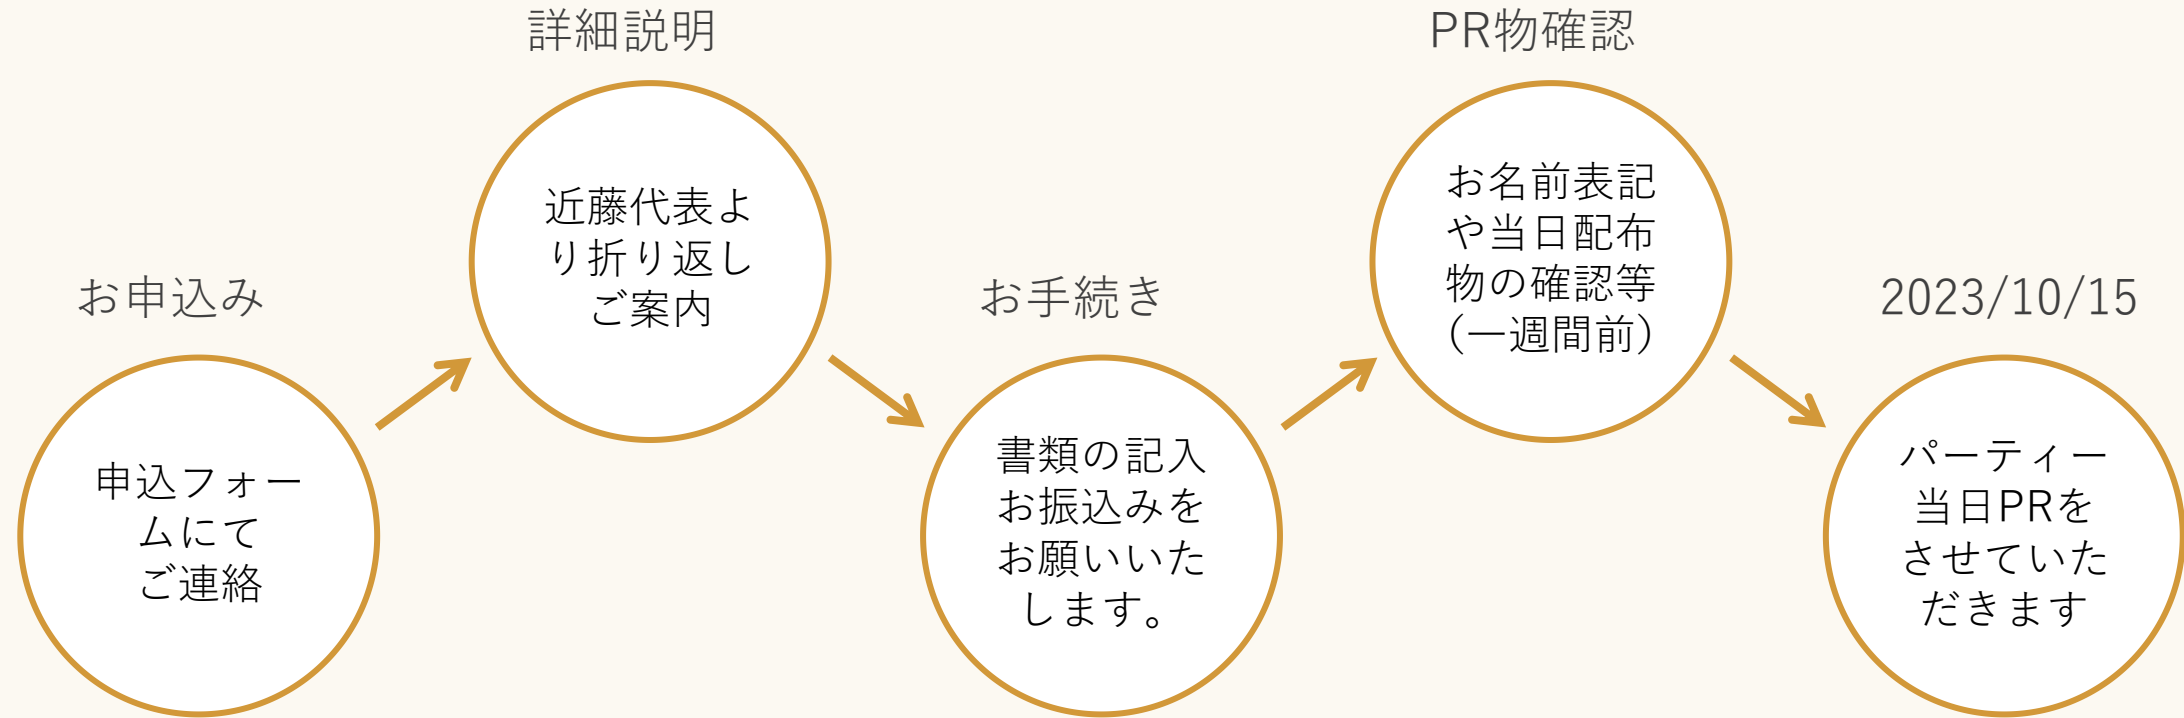 お申込み
申込フォー
ムにて
ご連絡
詳細説明
近藤代表よ
り折り返し
ご案内
お手続き
書類の記入
お振込みを
お願いいた
します。
PR物確認
お名前表記
や当日配布
物の確認等
（一週間前）
2023/10/15
パーティー
当日PRを
させていた
だきます